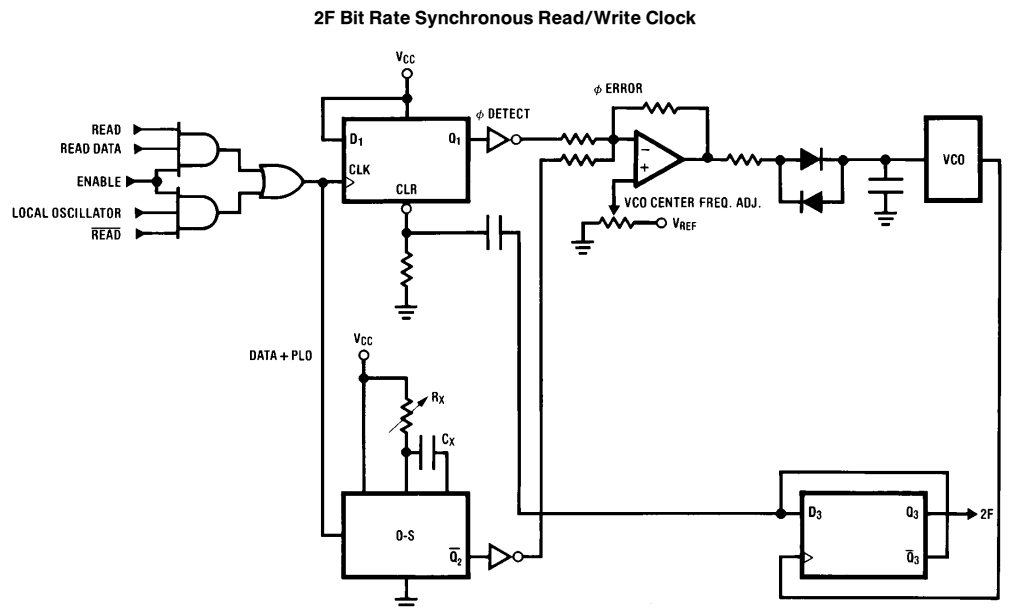 2F Bit Rate Synchronous Read/Write Clock
VCC
ϕ ERROR
READ
READ DATA
ENABLE
LOCAL OSCILLATOR
READ
D1
Q1
CLK
CLR
ϕ DETECT
−
+
VCO
VCO CENTER FREQ. ADJ.
VREF
DATA + PLO
VCC
RX
CX
O-S
Q2
D3
Q3
Q3
2F